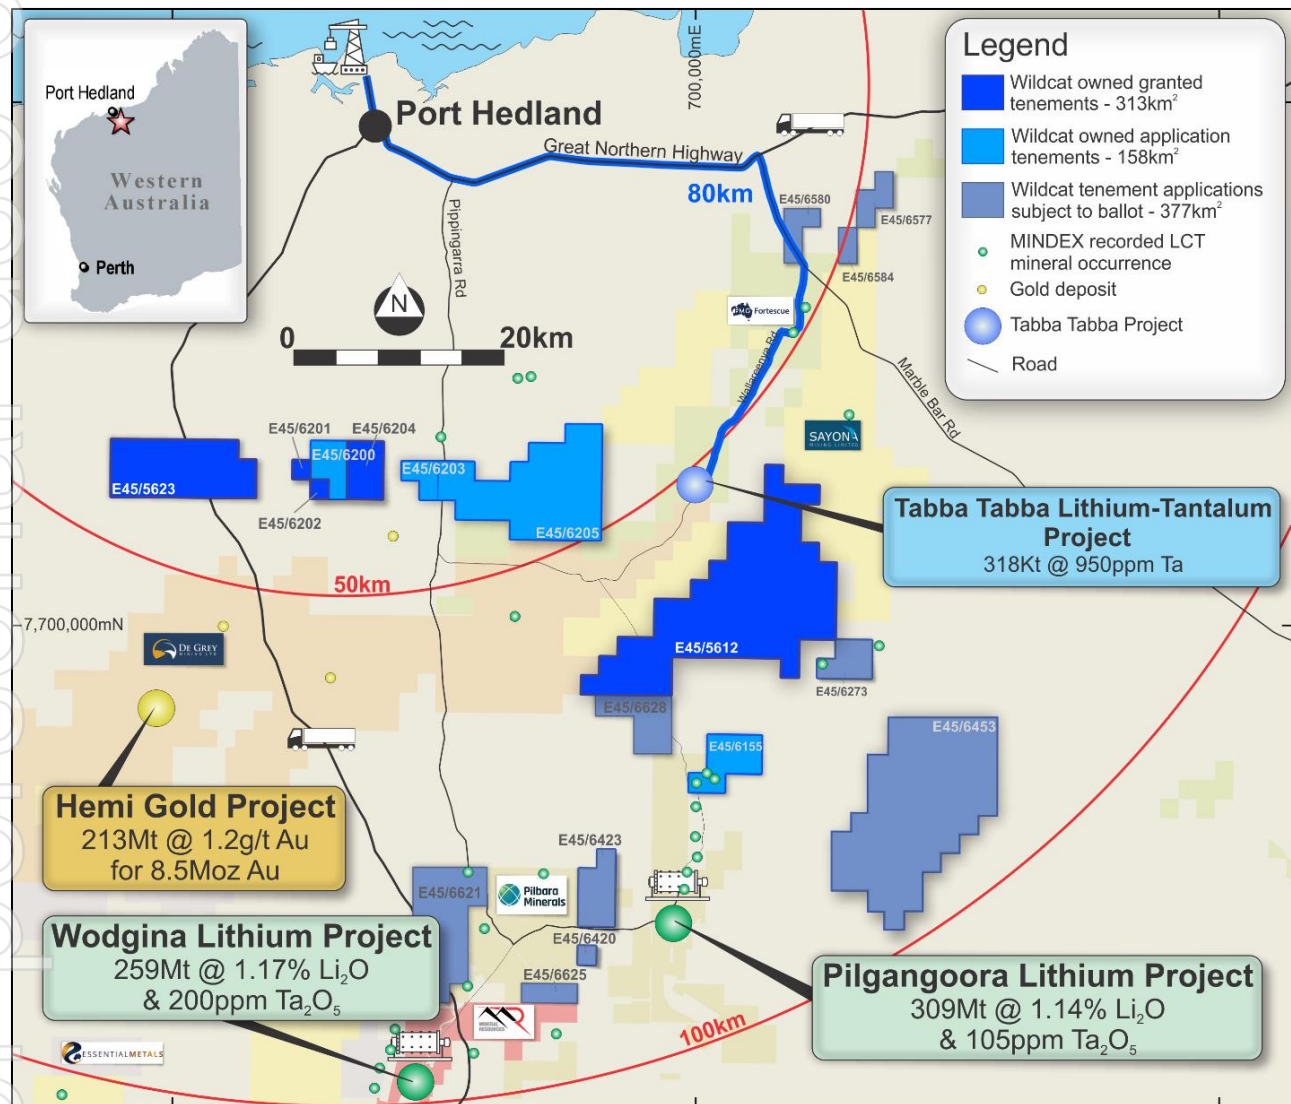 Port Hedland
Western
Australia
Perth
Port Hedland
700,000mE
Great Northern Highway
80km
Pippingarra Rd
N
0
20km
Legend
Wildcat owned granted
tenements - 313km²
Wildcat owned application
tenements - 158km²
Wildcat tenement applications
subject to ballot - 377km²
MINDEX recorded LCT
mineral occurrence
Gold deposit
Tabba Tabba Project
Road
E45/6580
E45/6577
E45/6584
FMG Fortescue
Wallareenya Rd
Marble Bar Rd
SAYONA
MINING LIMITED
E45/6201
E45/6204
E45/6200
E45/6203
E45/5623
E45/6202
E45/6205
Tabba Tabba Lithium-Tantalum
Project
318Kt @ 950ppm Ta
50km
7,700,000mN
DE GREY
MINING LTD
E45/5612
E45/6273
E45/6628
E45/6453
E45/6155
Hemi Gold Project
213Mt @ 1.2g/t Au
for 8.5Moz Au
E45/6423
E45/6621
Pilbara
Minerals
Wodgina Lithium Project
259Mt @ 1.17% Li₂O
& 200ppm Ta₂O₅
E45/6420
E45/6625
Pilgangoora Lithium Project
309Mt @ 1.14% Li₂O
& 105ppm Ta₂O₅
MINERAL
RESOURCES
100km
ESSENTIALMETALS